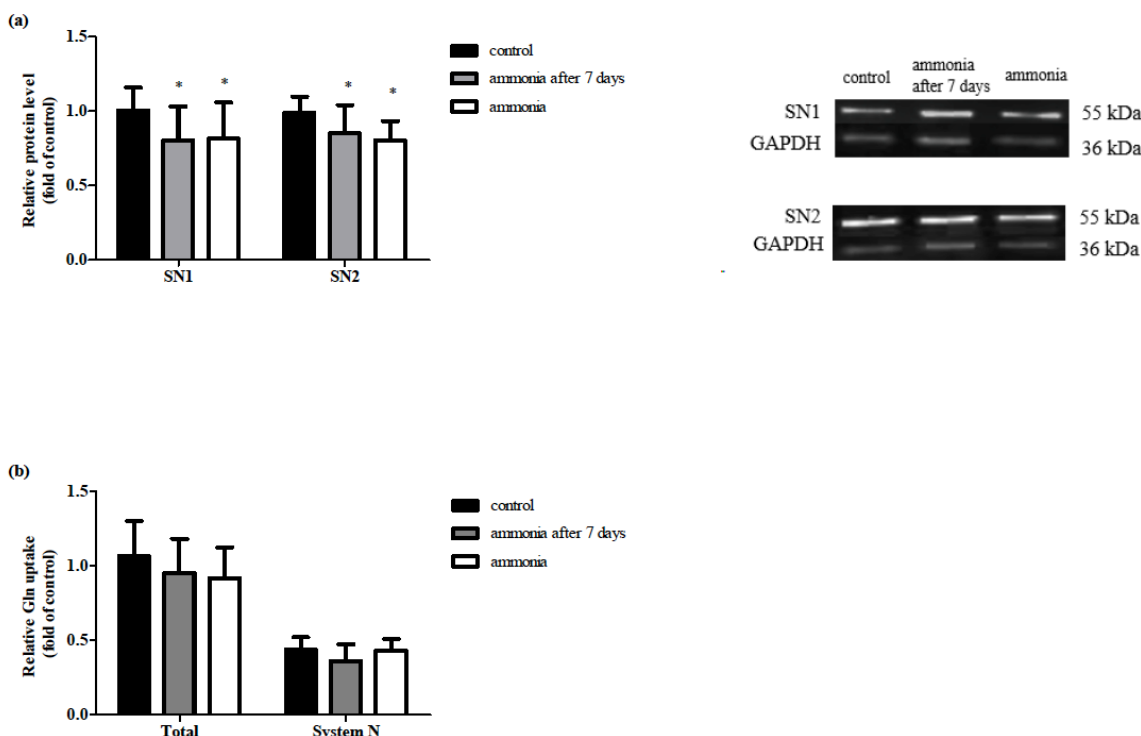 (a)
Relative protein level
(fold of control)
1.5
1.0
0.5
0.0
* * * *
SN1 SN2
control
ammonia after 7 days
ammonia
control
ammonia
after 7 days
ammonia
SN1 55 kDa
GAPDH 36 kDa
SN2 55 kDa
GAPDH 36 kDa
(b)
Relative Gln uptake
(fold of control)
1.5
1.0
0.5
0.0
Total System N
control
ammonia after 7 days
ammonia